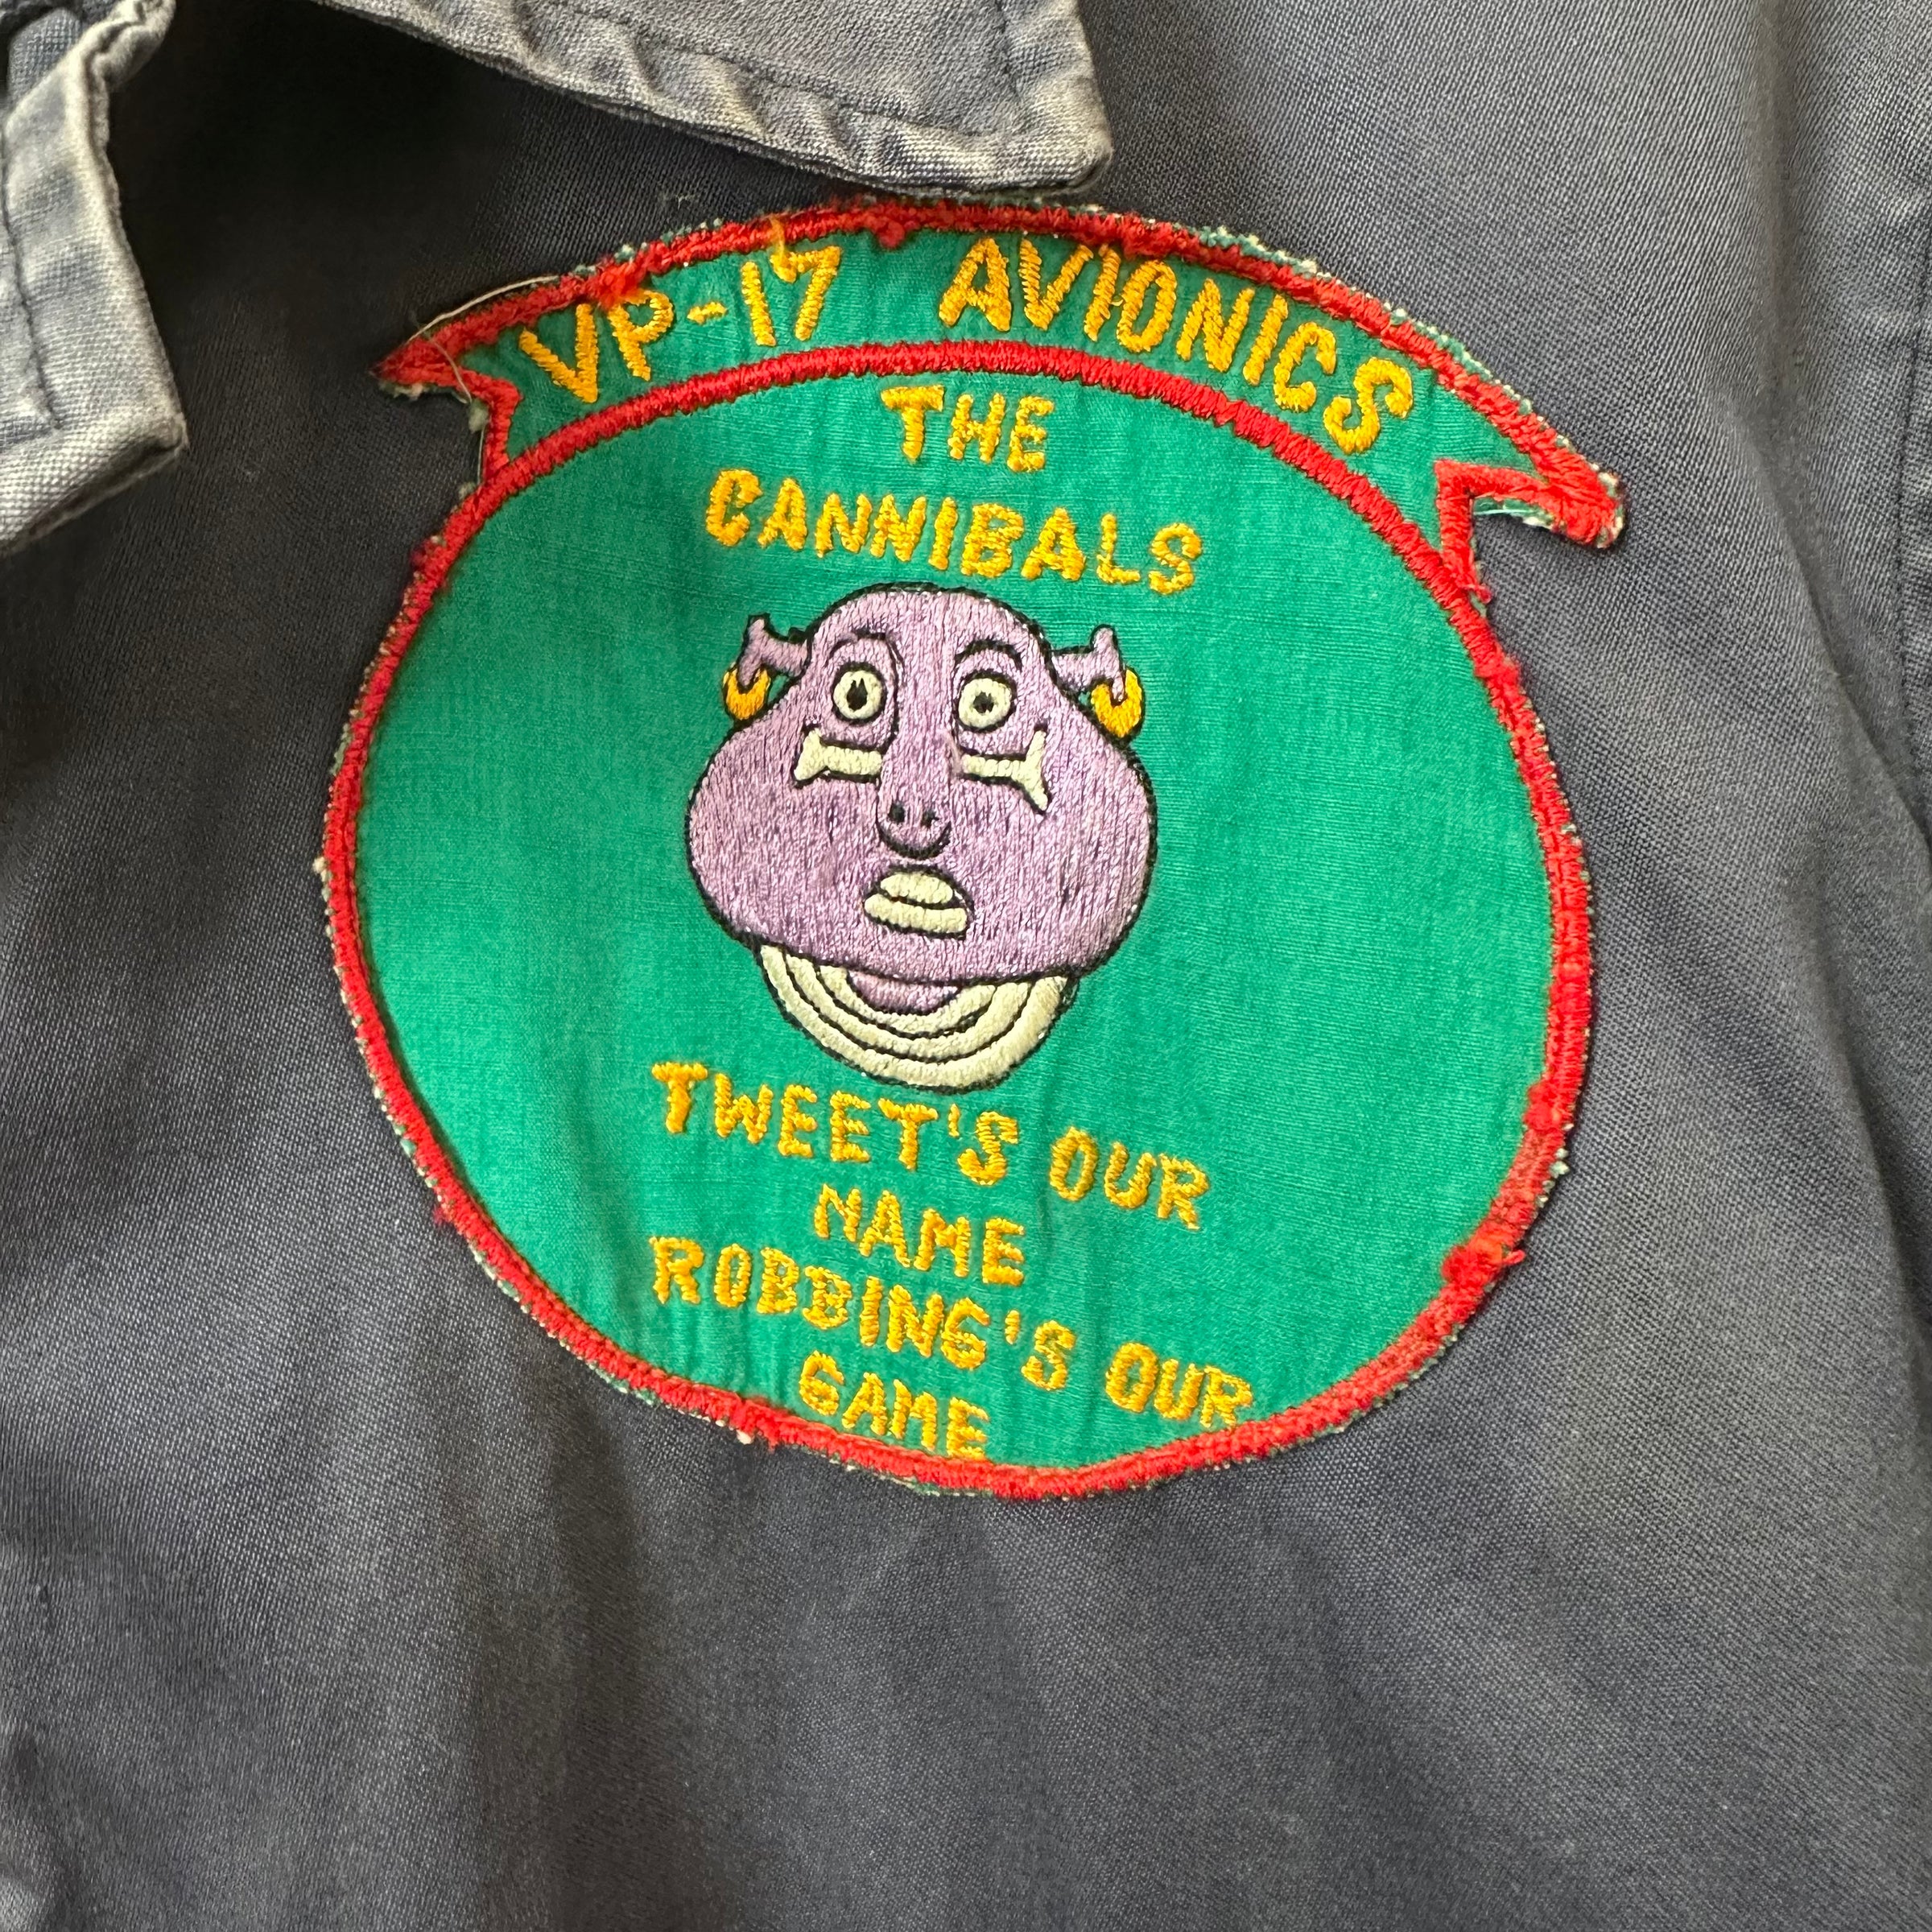 VP-17 AVIONICS
THE
CANNIBALS
TWEET'S OUR
NAME
ROBBING'S OUR
GAME